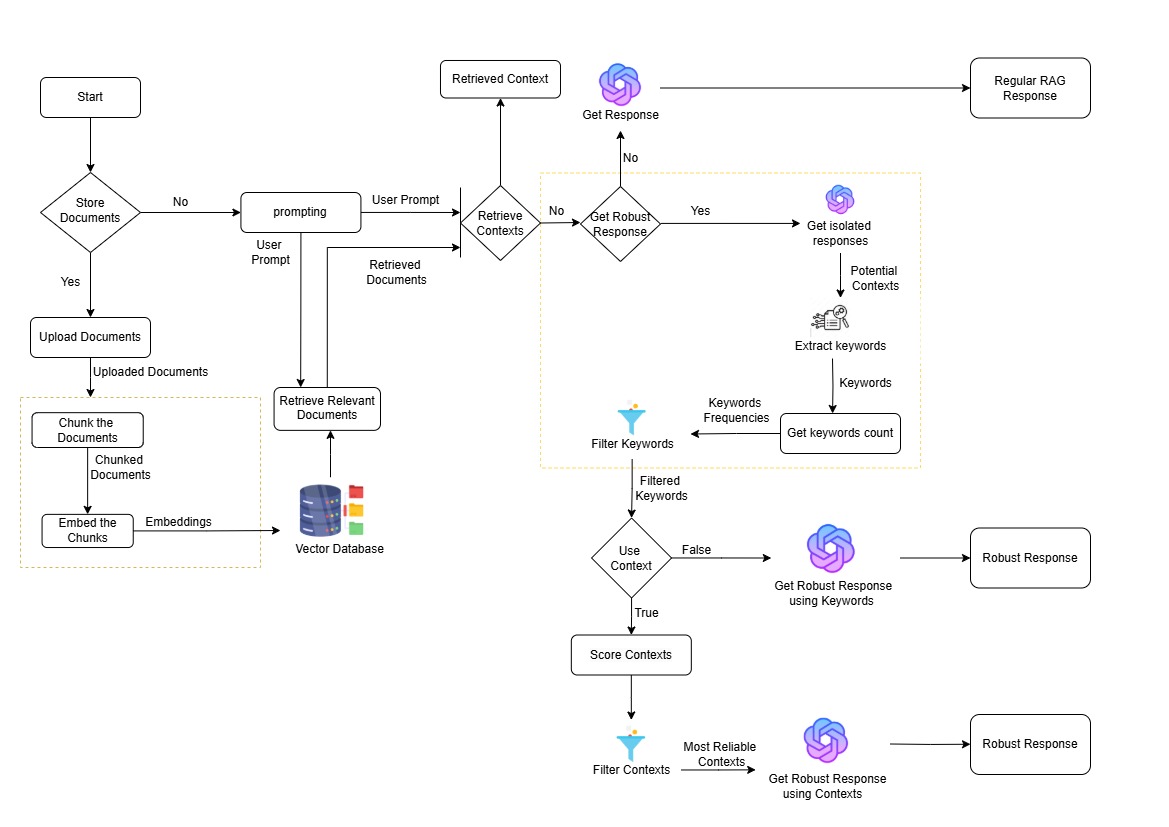 Start
Store
Documents
No
Yes
Upload Documents
Uploaded Documents
Chunk the
Documents
Chunked
Documents
Embed the
Chunks
Embeddings
Vector Database
Retrieve Relevant
Documents
prompting
User
Prompt
User Prompt
Retrieved
Documents
Retrieve
Contexts
Retrieved Context
No
Get Robust
Response
No
Get Response
Regular RAG
Response
Yes
Get isolated
responses
Potential
Contexts
Extract keywords
Keywords
Get keywords count
Keywords
Frequencies
Filter Keywords
Filtered
Keywords
Use
Context
False
Get Robust Response
using Keywords
Robust Response
True
Score Contexts
Filter Contexts
Most Reliable
Contexts
Get Robust Response
using Contexts
Robust Response